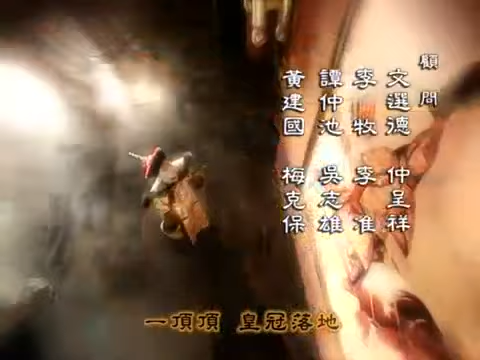 顧問
文選德
李牧
譚仲池
黃建國
仲呈祥
李准
吳志雄
梅克保
一頂頂 皇冠落地